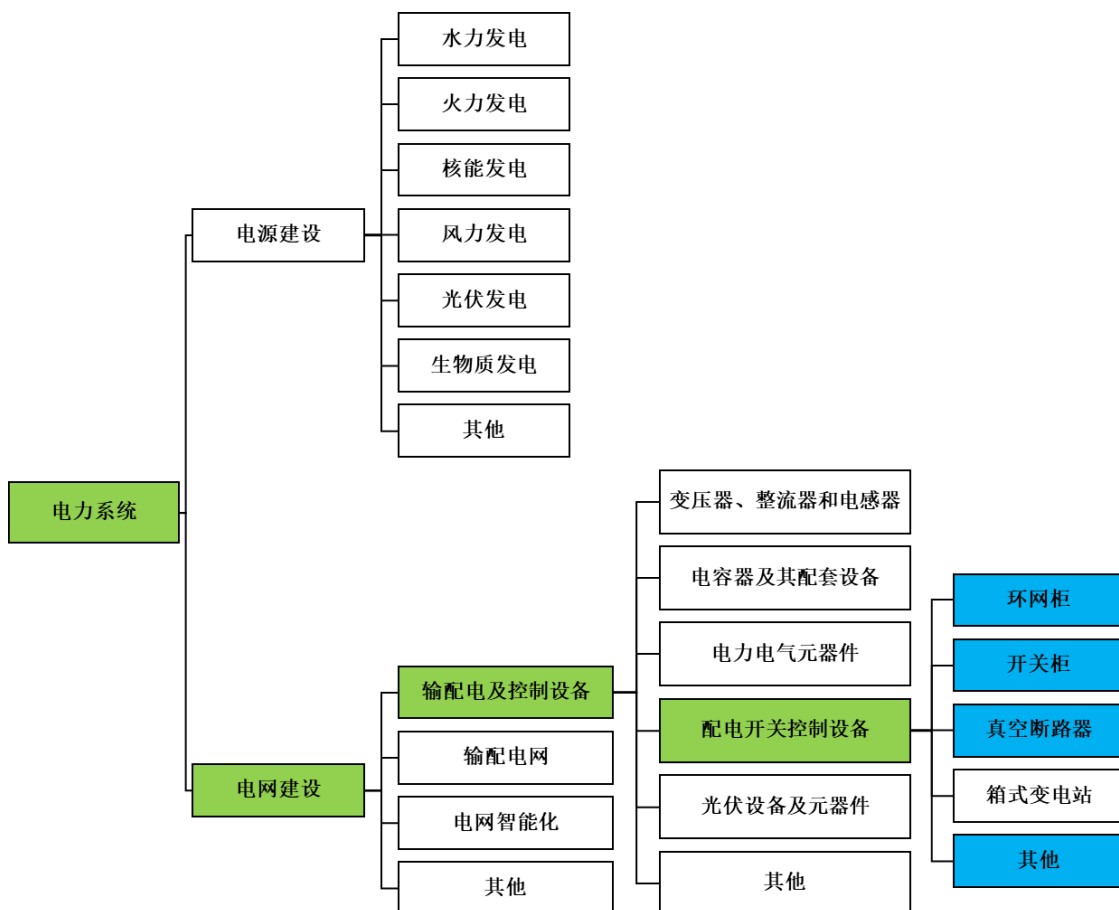 水力发电
火力发电
核能发电
电源建设
风力发电
光伏发电
生物质发电
其他
电力系统
变压器、整流器和电感器
电容器及其配套设备
环网柜
电力电气元器件
开关柜
输配电及控制设备
配电开关控制设备
真空断路器
输配电网
电网建设
箱式变电站
光伏设备及元器件
电网智能化
其他
其他
其他